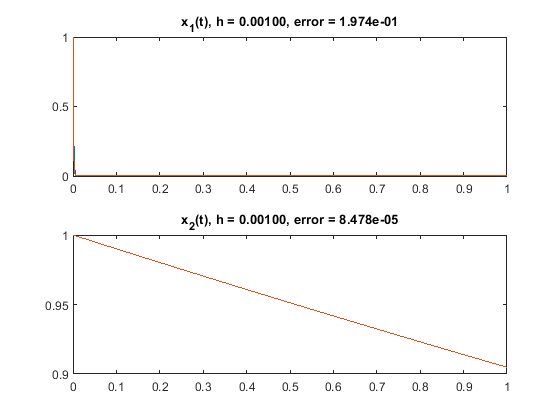 x1(t), h = 0.00100, error = 1.974e-01
1
0.5
0
0 0.1 0.2 0.3 0.4 0.5 0.6 0.7 0.8 0.9 1
x2(t), h = 0.00100, error = 8.478e-05
1
0.95
0.9
0 0.1 0.2 0.3 0.4 0.5 0.6 0.7 0.8 0.9 1